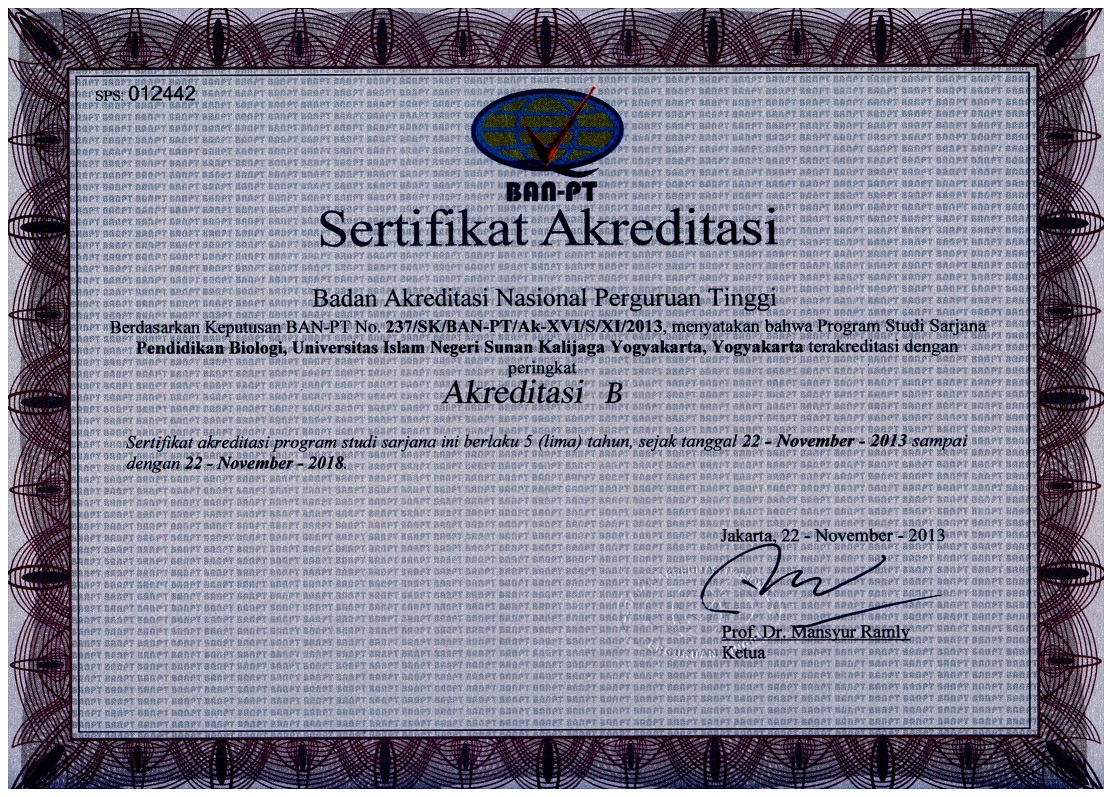 SPS: 012442
BAN-PT
Sertifikat Akreditasi
Badan Akreditasi Nasional Perguruan Tinggi
Berdasarkan Keputusan BAN-PT No. 237/SK/BAN-PT/Ak-XVI/S/XI/2013, menyatakan bahwa Program Studi Sarjana
Pendidikan Biologi, Universitas Islam Negeri Sunan Kalijaga Yogyakarta, Yogyakarta terakreditasi dengan
peringkat
Akreditasi B
Sertifikat akreditasi program studi sarjana ini berlaku 5 (lima) tahun, sejak tanggal 22 - November - 2013 sampai
dengan 22 - November - 2018.
Jakarta, 22 - November - 2013
Prof. Dr. Mansyur Ramly
Ketua